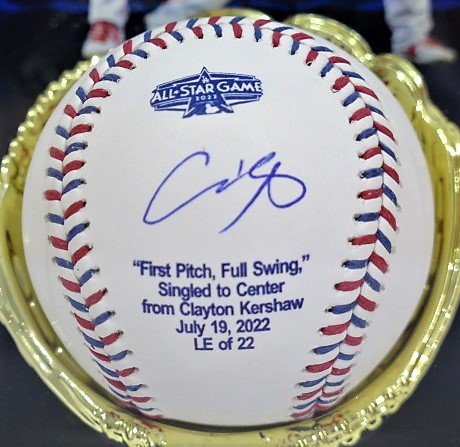 ALL-STAR GAME
2022
“First Pitch, Full Swing,”
Singled to Center
from Clayton Kershaw
July 19, 2022
LE of 22